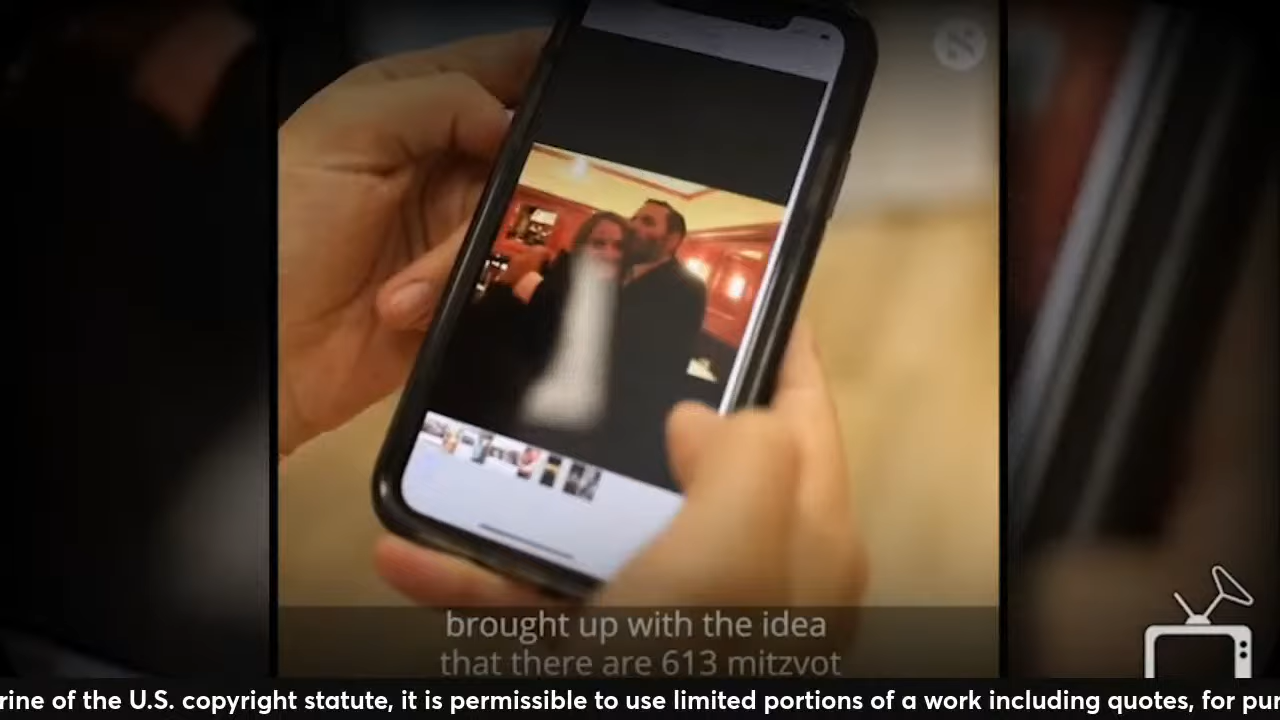 brought up with the idea
that there are 613 mitzvot
rine of the U.S. copyright statute, it is permissible to use limited portions of a work including quotes, for pur